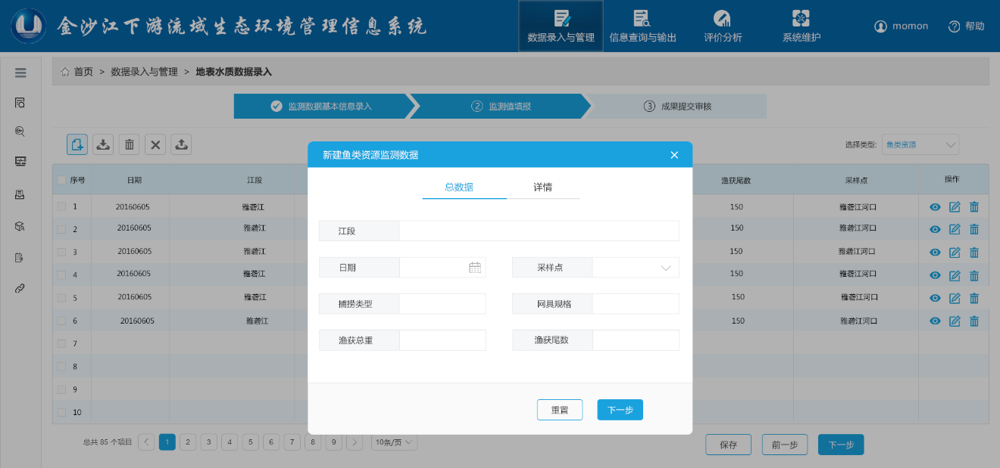 金沙江下游流域生态环境管理信息系统
数据录入与管理
信息查询与输出
评价分析
系统维护
momon
帮助
首页 > 数据录入与管理 > 地表水质数据录入
监测数据基本信息录入
② 监测值填报
③ 成果提交审核
选择类型: 鱼类资源
新建鱼类资源监测数据
总数据 详情
江段
日期 采样点
捕捞类型 网具规格
渔获总重 渔获尾数
重置 下一步
序号 日期 江段 渔获尾数 采样点 操作
1 20160605 雅砻江 150 雅砻江河口
2 20160605 雅砻江 150 雅砻江河口
3 20160605 雅砻江 150 雅砻江河口
4 20160605 雅砻江 150 雅砻江河口
5 20160605 雅砻江 150 雅砻江河口
6 20160605 雅砻江 150 雅砻江河口
7
8
9
10
总共 85 个项目 < 1 2 3 4 5 6 7 8 9 > 10条/页
保存 前一步 下一步